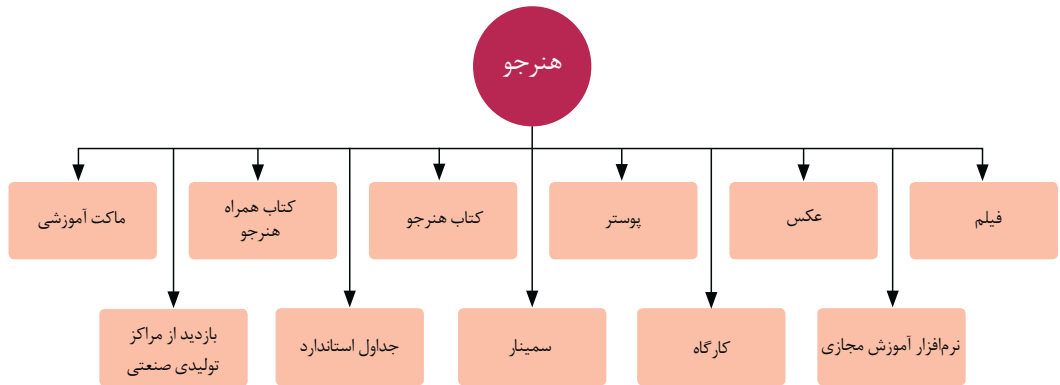 هنرجو
فیلم
عکس
پوستر
کتاب هنرجو
کتاب همراه
هنرجو
ماکت آموزشی
نرم‌افزار آموزش مجازی
کارگاه
سمینار
جداول استاندارد
بازدید از مراکز
تولیدی صنعتی